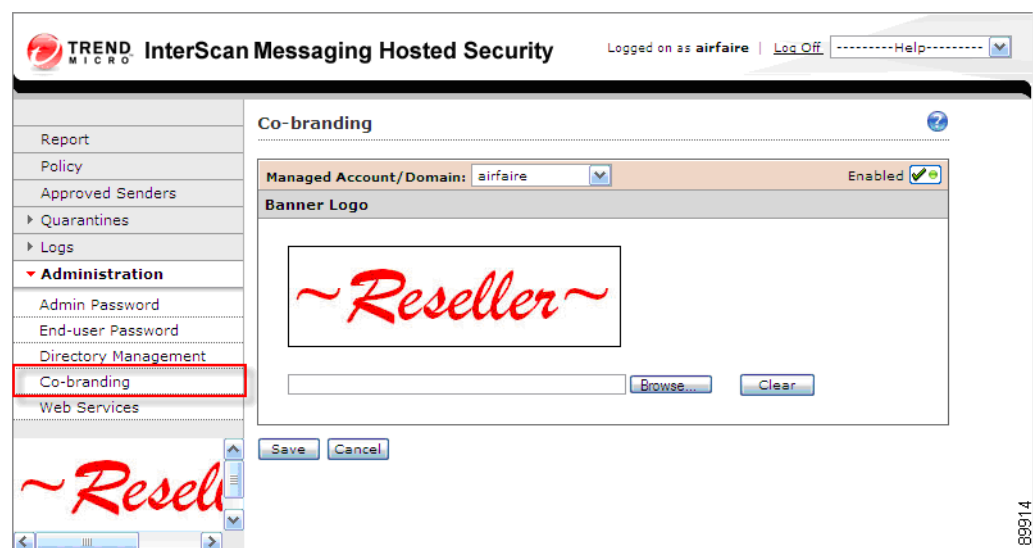 TREND MICRO InterScan Messaging Hosted Security
Logged on as airfaire | Log Off ---------Help---------
Co-branding
Report
Policy
Approved Senders
Quarantines
Logs
Administration
Admin Password
End-user Password
Directory Management
Co-branding
Web Services
Managed Account/Domain: airfaire
Enabled
Banner Logo
~Reseller~
Browse... Clear
Save Cancel
~Resell
89914